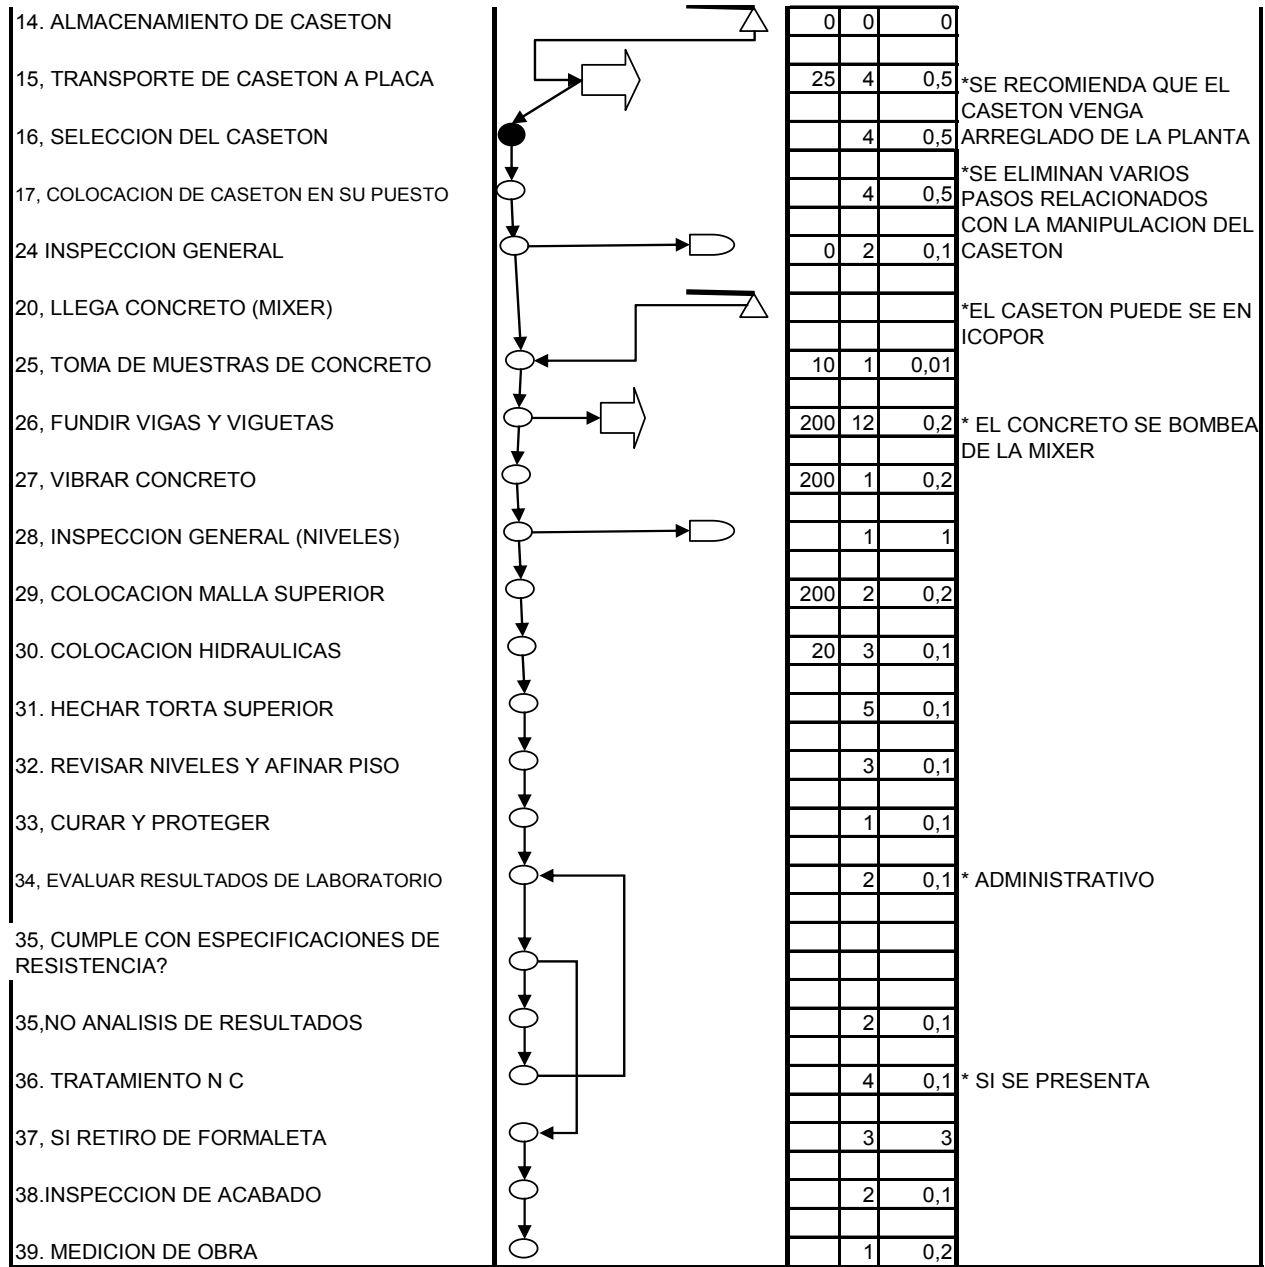 14. ALMACENAMIENTO DE CASETON 0 0 0
15, TRANSPORTE DE CASETON A PLACA 25 4 0,5 *SE RECOMIENDA QUE EL
CASETON VENGA
16, SELECCION DEL CASETON 4 0,5 ARREGLADO DE LA PLANTA
*SE ELIMINAN VARIOS
17, COLOCACION DE CASETON EN SU PUESTO 4 0,5 PASOS RELACIONADOS
CON LA MANIPULACION DEL
24 INSPECCION GENERAL 0 2 0,1 CASETON
20, LLEGA CONCRETO (MIXER) *EL CASETON PUEDE SE EN
ICOPOR
25, TOMA DE MUESTRAS DE CONCRETO 10 1 0,01
26, FUNDIR VIGAS Y VIGUETAS 200 12 0,2 * EL CONCRETO SE BOMBEA
DE LA MIXER
27, VIBRAR CONCRETO 200 1 0,2
28, INSPECCION GENERAL (NIVELES) 1 1
29, COLOCACION MALLA SUPERIOR 200 2 0,2
30. COLOCACION HIDRAULICAS 20 3 0,1
31. HECHAR TORTA SUPERIOR 5 0,1
32. REVISAR NIVELES Y AFINAR PISO 3 0,1
33, CURAR Y PROTEGER 1 0,1
34, EVALUAR RESULTADOS DE LABORATORIO 2 0,1 * ADMINISTRATIVO
35, CUMPLE CON ESPECIFICACIONES DE
RESISTENCIA?
35,NO ANALISIS DE RESULTADOS 2 0,1
36. TRATAMIENTO N C 4 0,1 * SI SE PRESENTA
37, SI RETIRO DE FORMALETA 3 3
38.INSPECCION DE ACABADO 2 0,1
39. MEDICION DE OBRA 1 0,2